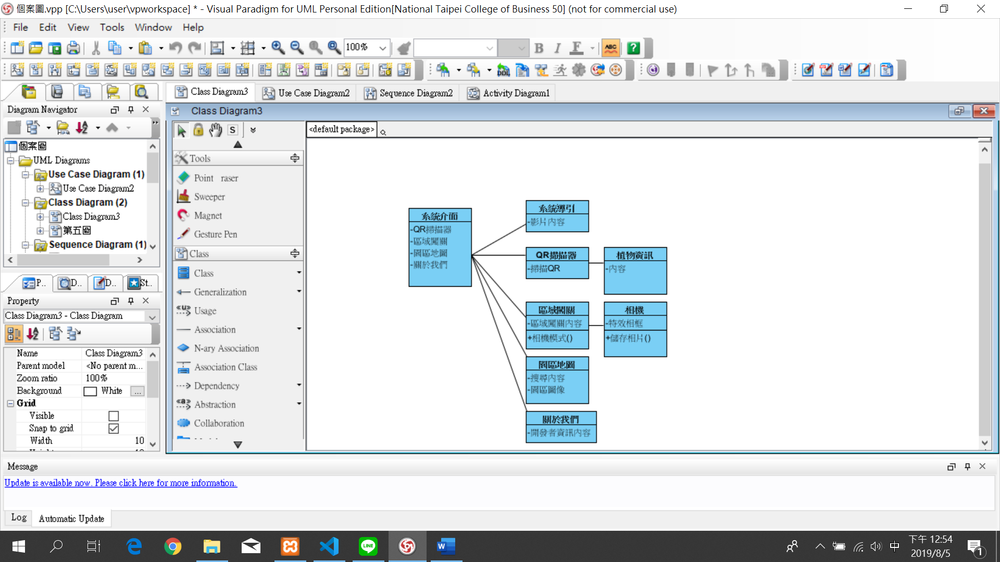 個案圖.vpp [C:\Users\user\vpworkspace] * - Visual Paradigm for UML Personal Edition[National Taipei College of Business 50] (not for commercial use)
File Edit View Tools Window Help
100%
B I F ABC ?
Class Diagram3 Use Case Diagram2 Sequence Diagram2 Activity Diagram1
Diagram Navigator
Class Diagram3
<default package>
S
個案圖
UML Diagrams
Use Case Diagram (1)
Use Case Diagram2
Class Diagram (2)
Class Diagram3
第五圖
Sequence Diagram (1)
Tools
Point raser
Sweeper
Magnet
Gesture Pen
Class
Class
Generalization
Usage
Association
N-ary Association
Association Class
Dependency
Abstraction
Collaboration
系統介面
-QR掃描器
-區域闖關
-園區地圖
-關於我們
系統導引
-影片內容
QR掃描器
-掃描QR
植物資訊
-內容
區域闖關
-區域闖關內容
+相機模式()
相機
-特效相框
+儲存相片()
園區地圖
-搜尋內容
-園區圖像
關於我們
-開發者資訊內容
P.. D.. D.. St..
Property
Class Diagram3 - Class Diagram
Name Class Diagram3
Parent model <No parent m...
Zoom ratio 100%
Background White ...
Grid
Visible
Snap to grid
Width 10
Message
Update is available now. Please click here for more information.
Log Automatic Update
中
下午 12:54
2019/8/5
1